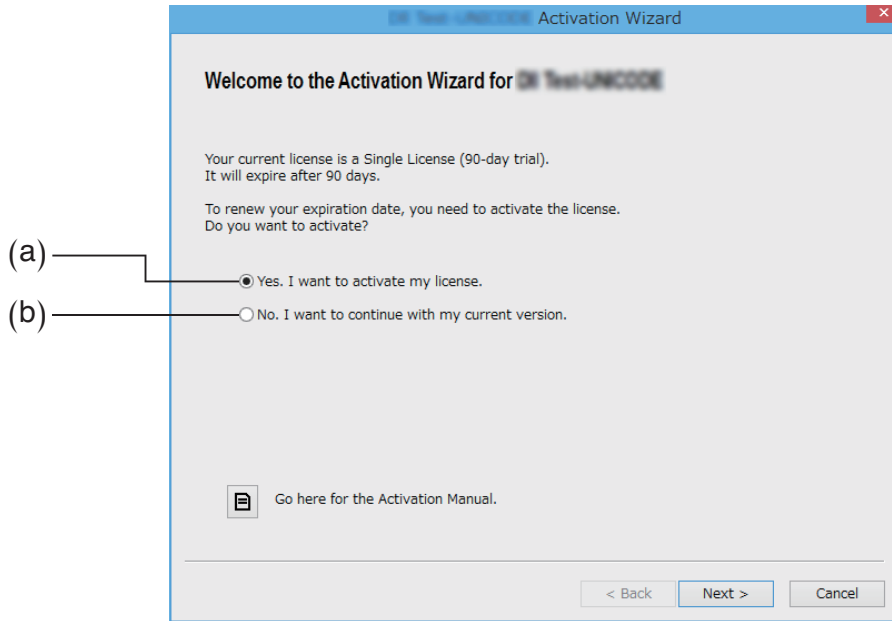 Activation Wizard
Welcome to the Activation Wizard for
Your current license is a Single License (90-day trial).
It will expire after 90 days.
To renew your expiration date, you need to activate the license.
Do you want to activate?
(a)
Yes. I want to activate my license.
(b)
No. I want to continue with my current version.
Go here for the Activation Manual.
< Back
Next >
Cancel